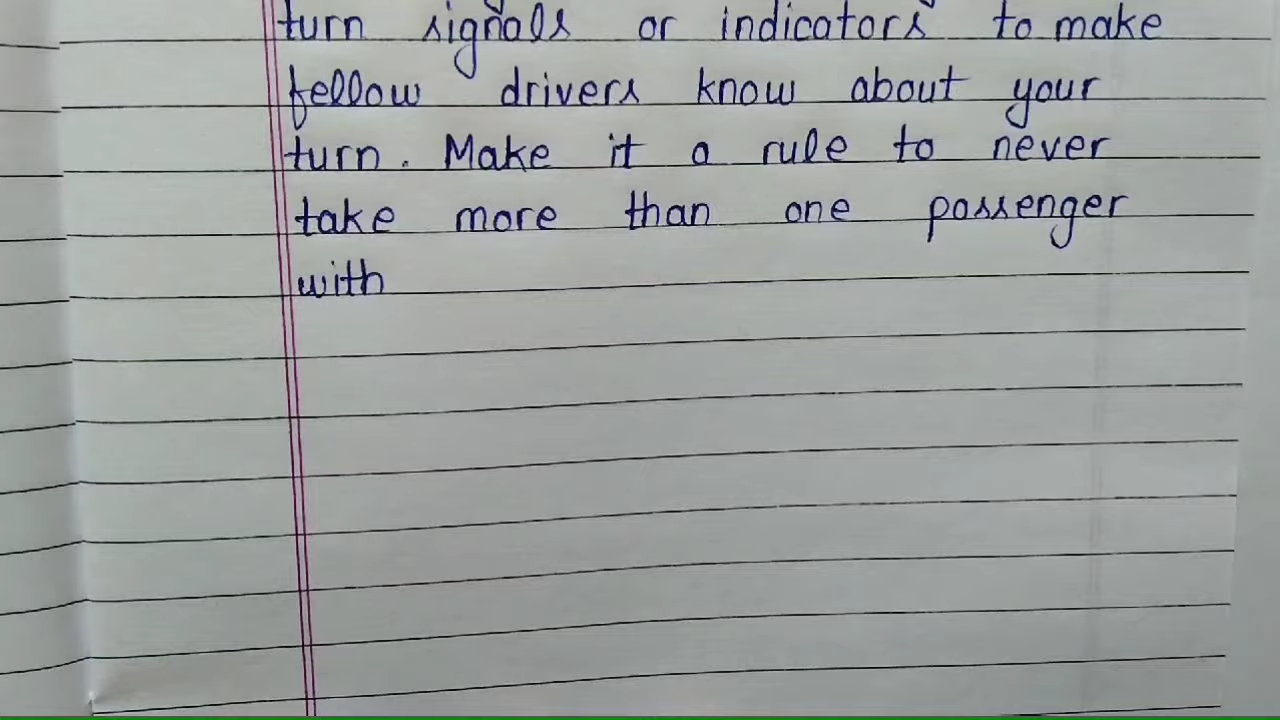 turn signals or indicators to make
fellow drivers know about your
turn. Make it a rule to never
take more than one passenger
with